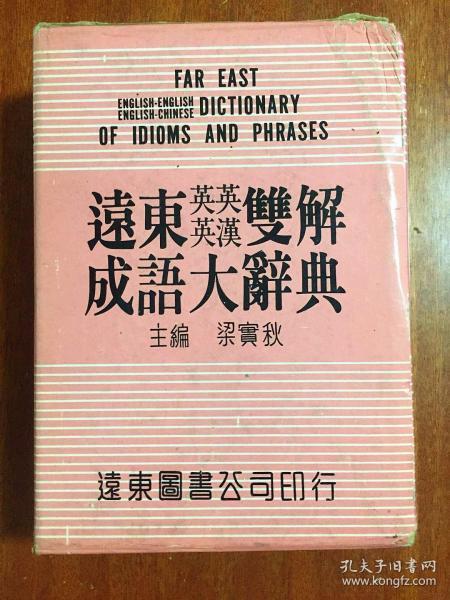 FAR EAST
ENGLISH-ENGLISH
ENGLISH-CHINESE DICTIONARY
OF IDIOMS AND PHRASES
遠東英英英漢雙解
成語大辭典
主編 梁實秋
遠東圖書公司印行
孔夫子旧书网
www.kongfz.com